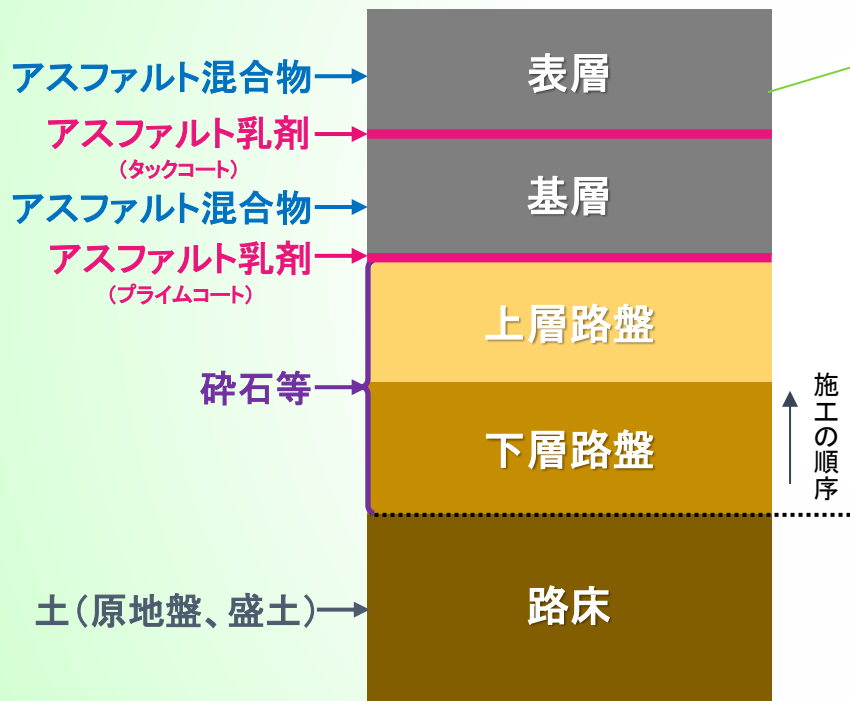 アスファルト混合物
表層
アスファルト乳剤
(タックコート)
アスファルト混合物
基層
アスファルト乳剤
(プライムコート)
上層路盤
砕石等
下層路盤
施工の順序
土(原地盤、盛土)
路床